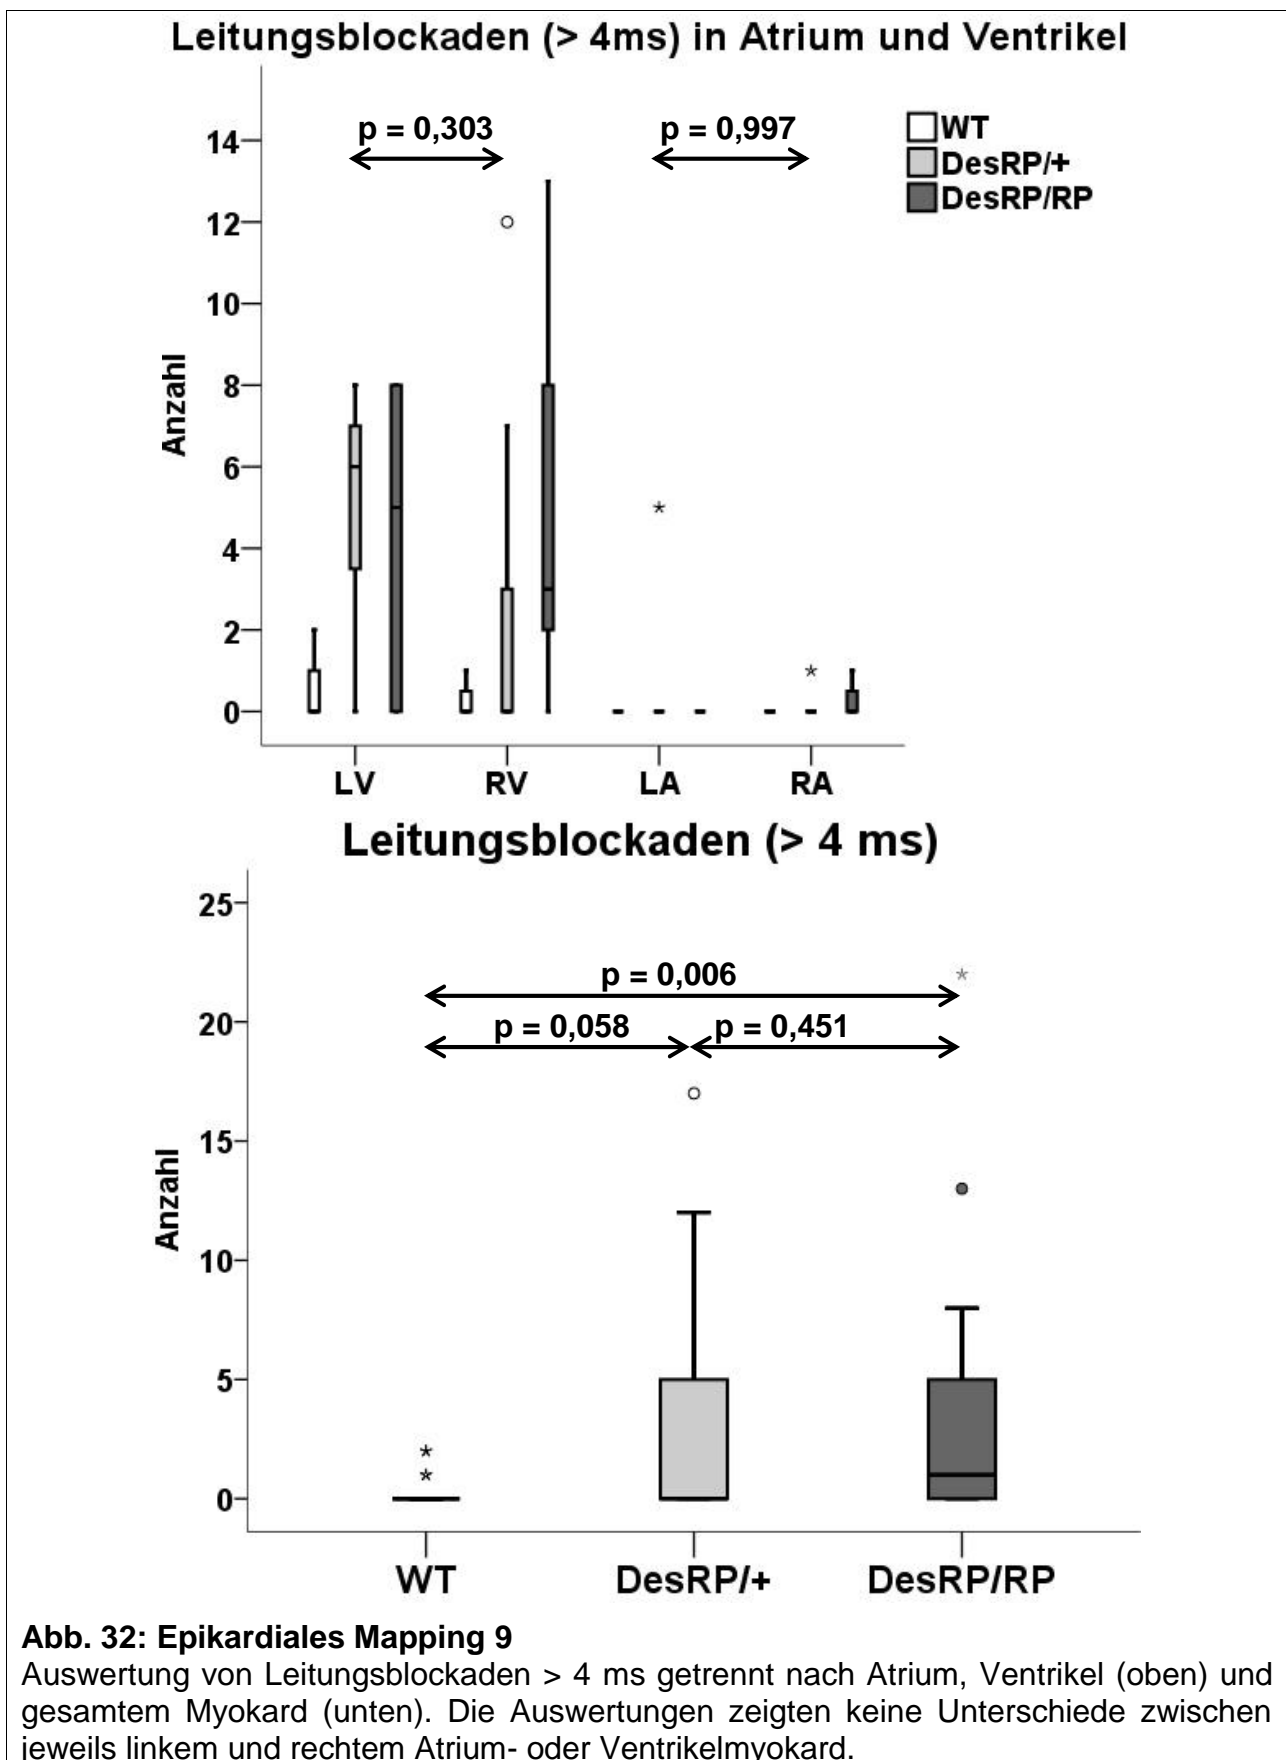 Leitungsblockaden (> 4ms) in Atrium und Ventrikel
p = 0,303
p = 0,997
WT
DesRP/+
DesRP/RP
Anzahl
14
12
10
8
6
4
2
0
LV
RV
LA
RA
Leitungsblockaden (> 4 ms)
Anzahl
25
20
15
10
5
0
p = 0,006
p = 0,058
p = 0,451
WT
DesRP/+
DesRP/RP
Abb. 32: Epikardiales Mapping 9
Auswertung von Leitungsblockaden > 4 ms getrennt nach Atrium, Ventrikel (oben) und
gesamtem Myokard (unten). Die Auswertungen zeigten keine Unterschiede zwischen
jeweils linkem und rechtem Atrium- oder Ventrikelmyokard.